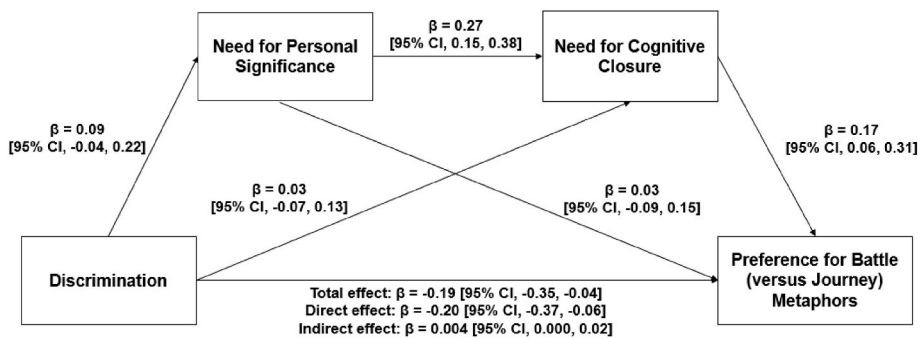 β = 0.27
[95% CI, 0.15, 0.38]
Need for Personal
Significance
Need for Cognitive
Closure
β = 0.09
[95% CI, -0.04, 0.22]
β = 0.17
[95% CI, 0.06, 0.31]
β = 0.03
[95% CI, -0.07, 0.13]
β = 0.03
[95% CI, -0.09, 0.15]
Discrimination
Preference for Battle
(versus Journey)
Metaphors
Total effect: β = -0.19 [95% CI, -0.35, -0.04]
Direct effect: β = -0.20 [95% CI, -0.37, -0.06]
Indirect effect: β = 0.004 [95% CI, 0.000, 0.02]